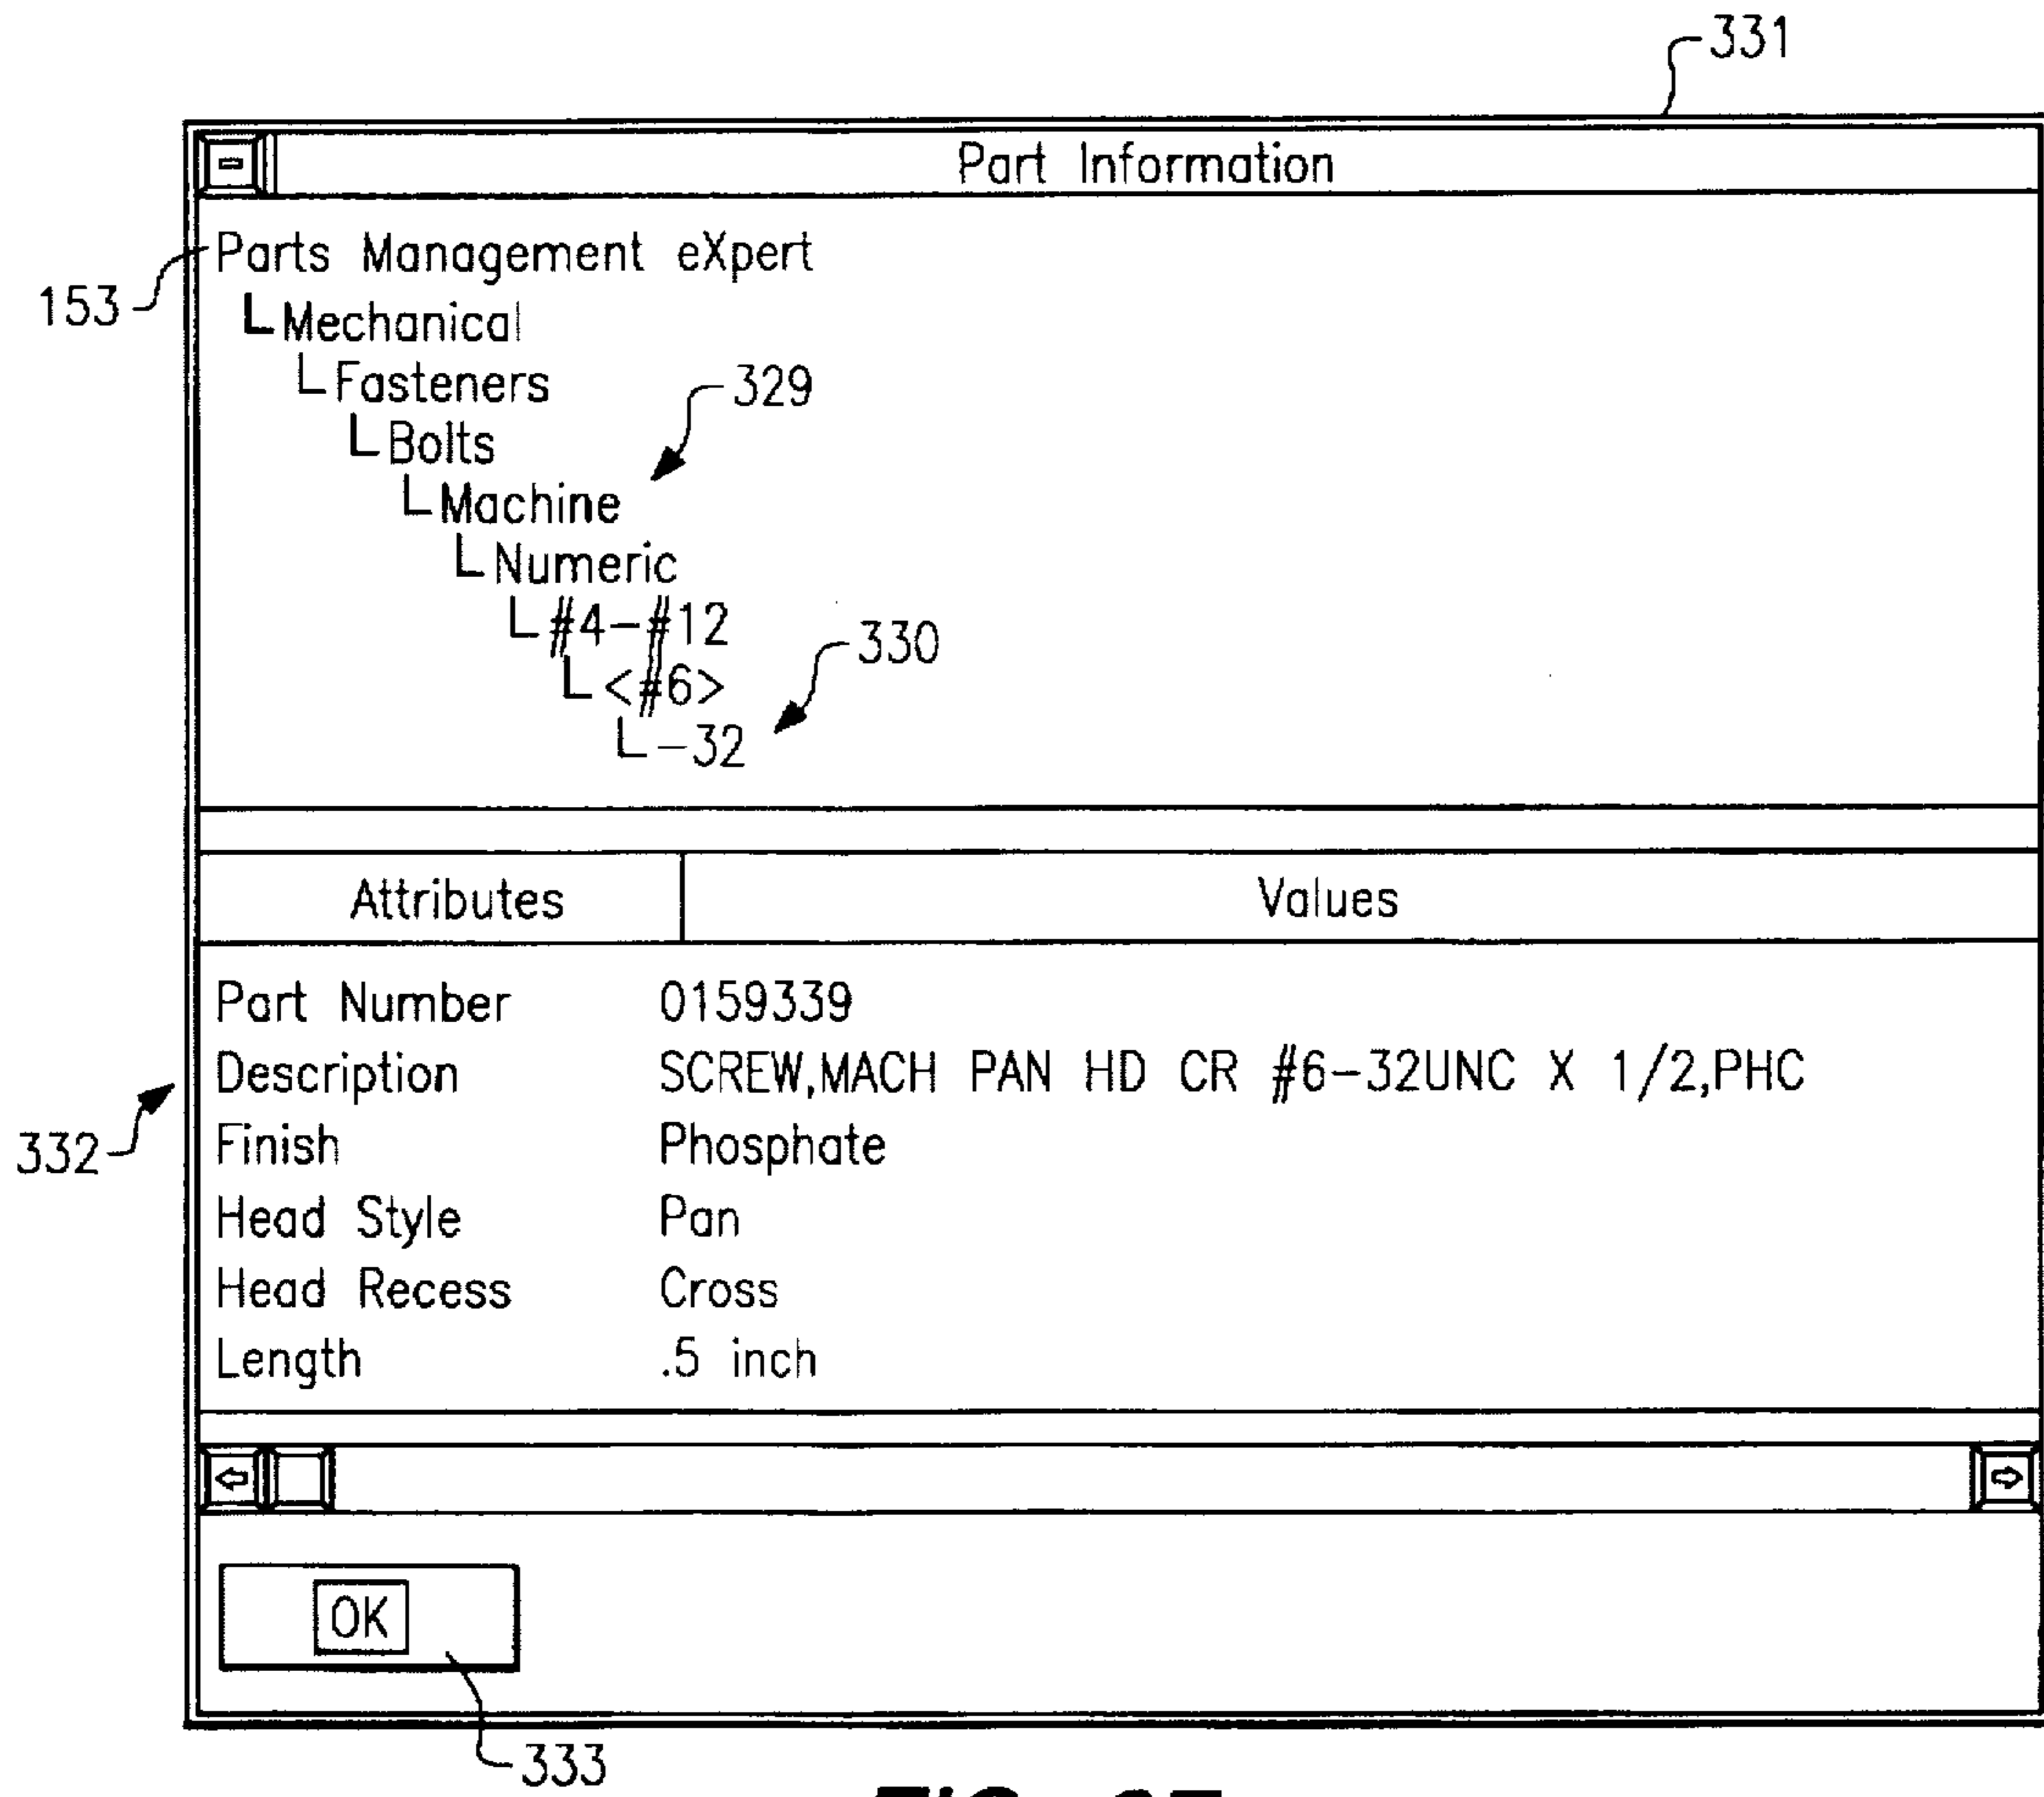 331
Part Information
Parts Management eXpert
153
Mechanical
Fasteners
329
Bolts
Machine
Numeric
#4-#12
330
<#6>
-32
Attributes Values
Part Number 0159339
Description SCREW,MACH PAN HD CR #6-32UNC X 1/2,PHC
332
Finish Phosphate
Head Style Pan
Head Recess Cross
Length .5 inch
OK
333